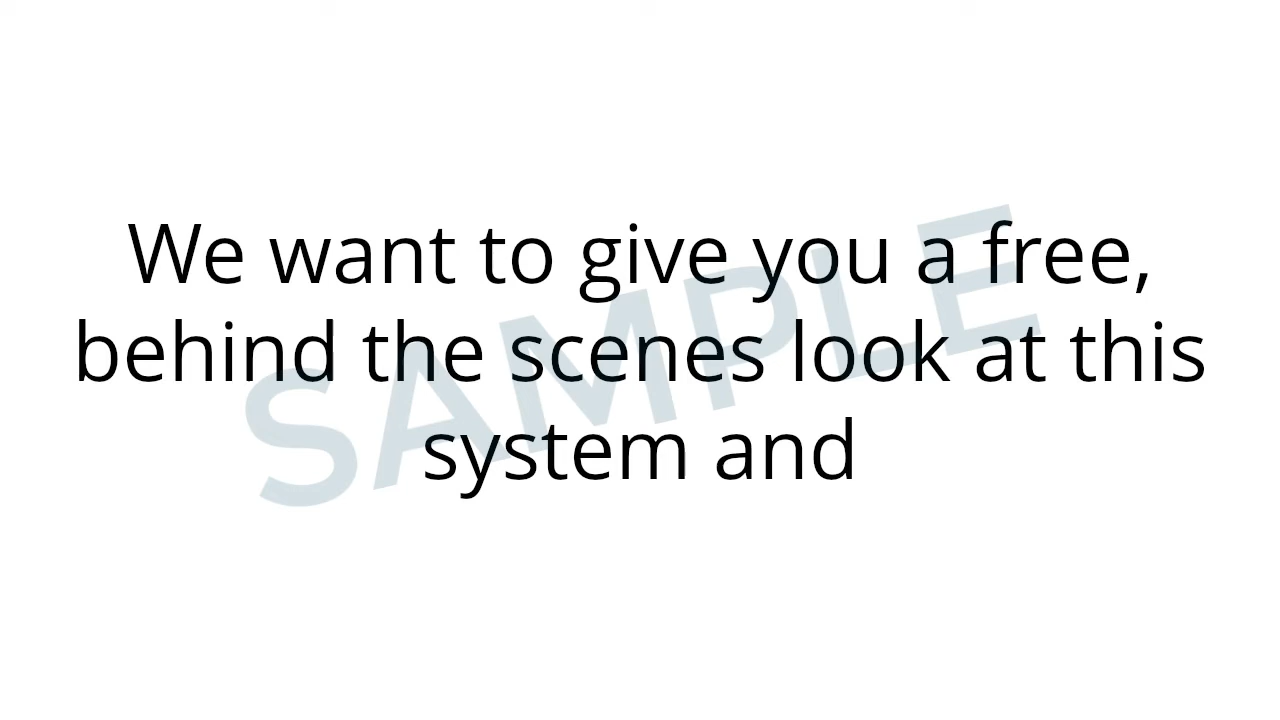 We want to give you a free,
behind the scenes look at this
system and
SAMPLE